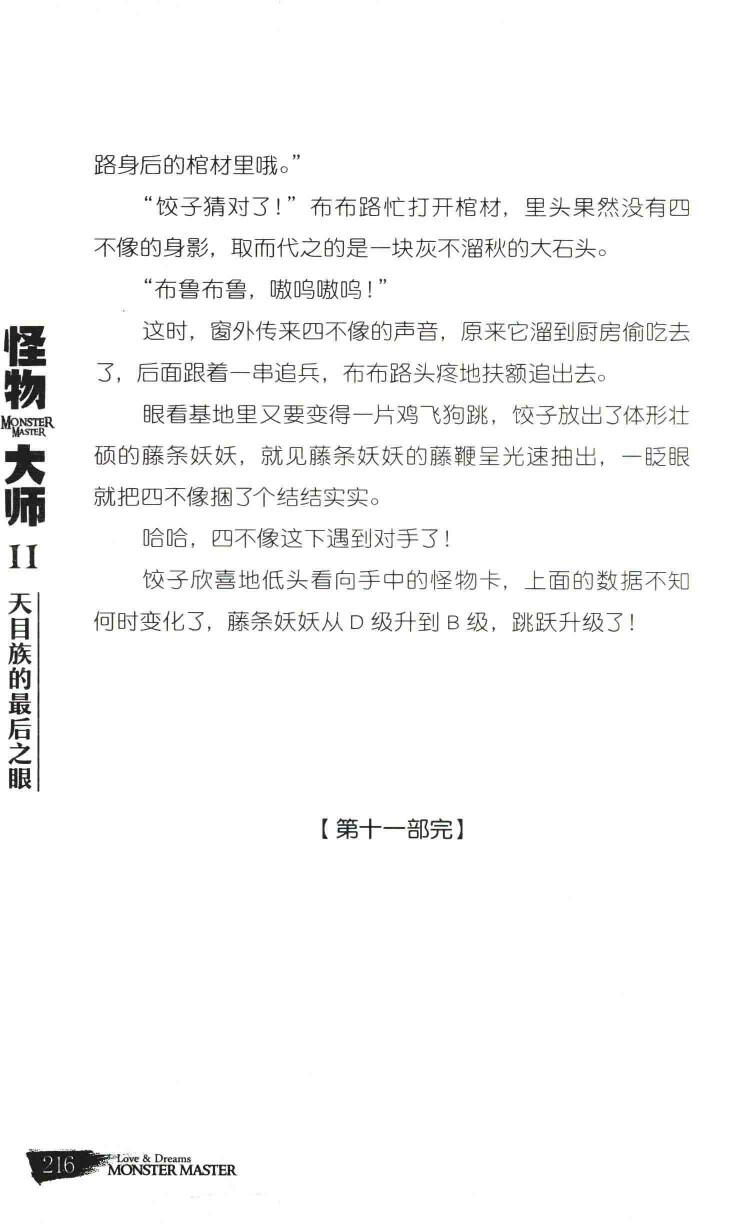 路身后的棺材里哦。”
“饺子猜对了！”布布路忙打开棺材，里头果然没有四
不像的身影，取而代之的是一块灰不溜秋的大石头。
“布鲁布鲁，嗷呜嗷呜！”
这时，窗外传来四不像的声音，原来它溜到厨房偷吃去
了，后面跟着一串追兵，布布路头疼地扶额追出去。
眼看基地里又要变得一片鸡飞狗跳，饺子放出了体形壮
硕的藤条妖妖，就见藤条妖妖的藤鞭呈光速抽出，一眨眼
就把四不像捆了个结结实实。
哈哈，四不像这下遇到对手了！
饺子欣喜地低头看向手中的怪物卡，上面的数据不知
何时变化了，藤条妖妖从 D 级升到 B 级，跳跃升级了！
【第十一部完】
怪物
MONSTER
MASTER
大师
11
天目族的最后之眼
216
Love & Dreams
MONSTER MASTER